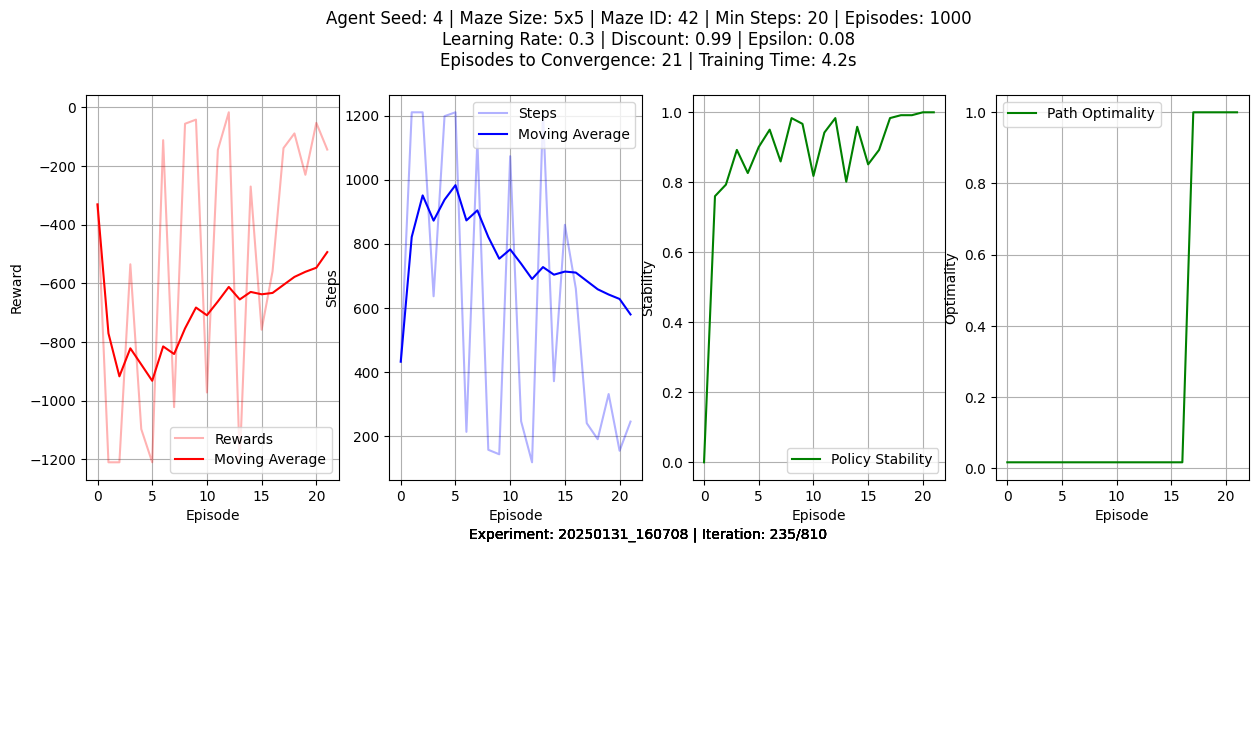 Agent Seed: 4 | Maze Size: 5x5 | Maze ID: 42 | Min Steps: 20 | Episodes: 1000
Learning Rate: 0.3 | Discount: 0.99 | Epsilon: 0.08
Episodes to Convergence: 21 | Training Time: 4.2s
Reward
0
−200
−400
−600
−800
−1000
−1200
Rewards
Moving Average
0 5 10 15 20
Episode
Steps
1200
1000
800
600
400
200
Steps
Moving Average
0 5 10 15 20
Episode
Stability
1.0
0.8
0.6
0.4
0.2
0.0
Policy Stability
0 5 10 15 20
Episode
Optimality
1.0
0.8
0.6
0.4
0.2
0.0
Path Optimality
0 5 10 15 20
Episode
Experiment: 20250131_160708 | Iteration: 235/810